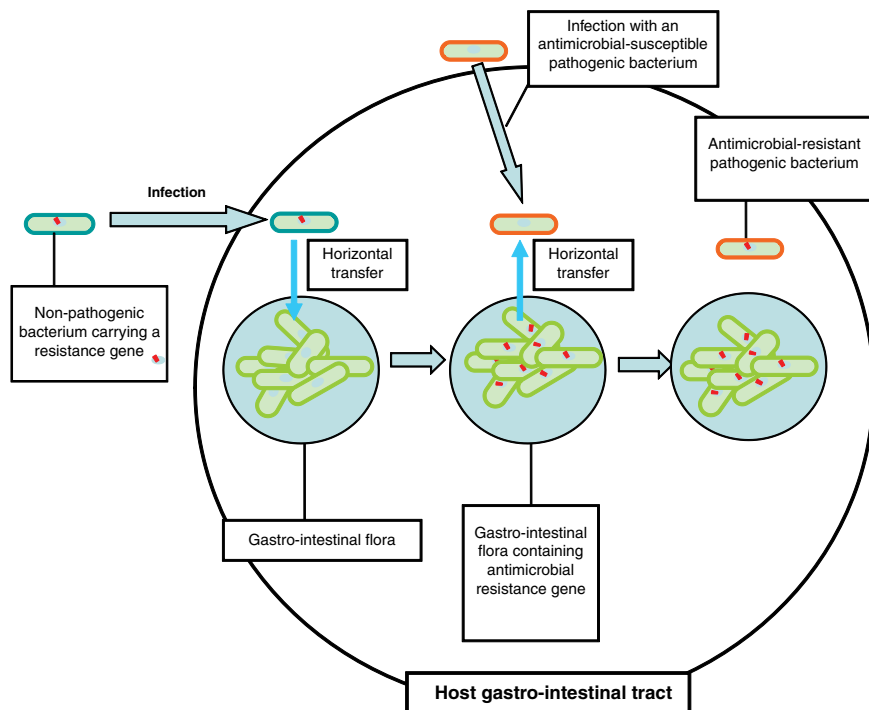 Infection with an
antimicrobial-susceptible
pathogenic bacterium
Antimicrobial-resistant
pathogenic bacterium
Infection
Horizontal
transfer
Horizontal
transfer
Non-pathogenic
bacterium carrying a
resistance gene
Gastro-intestinal flora
Gastro-intestinal
flora containing
antimicrobial
resistance gene
Host gastro-intestinal tract